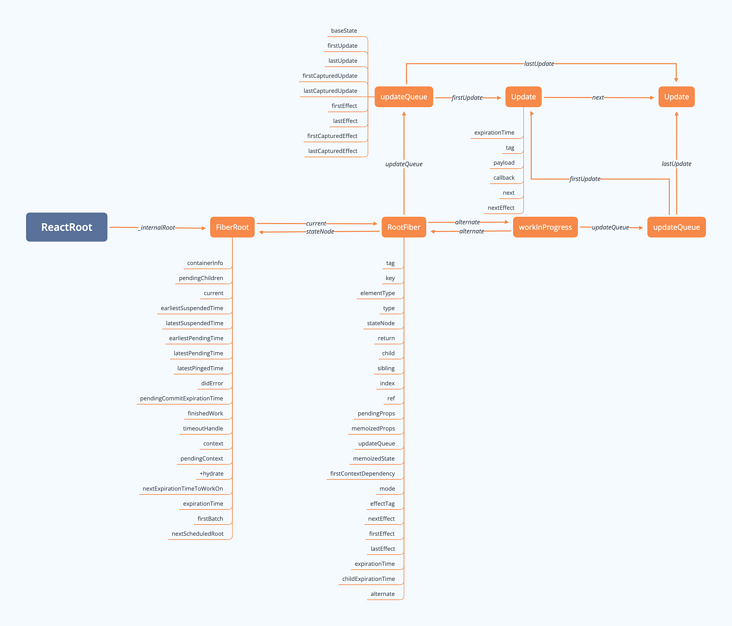 baseState
firstUpdate
lastUpdate
firstCapturedUpdate
lastCapturedUpdate
firstEffect
lastEffect
firstCapturedEffect
lastCapturedEffect
lastUpdate
updateQueue
firstUpdate
Update
next
Update
expirationTime
tag
payload
callback
next
nextEffect
updateQueue
firstUpdate
lastUpdate
ReactRoot
_internalRoot
FiberRoot
current
stateNode
RootFiber
alternate
alternate
workInProgress
updateQueue
updateQueue
containerInfo
pendingChildren
current
earliestSuspendedTime
latestSuspendedTime
earliestPendingTime
latestPendingTime
latestPingedTime
didError
pendingCommitExpirationTime
finishedWork
timeoutHandle
context
pendingContext
+hydrate
nextExpirationTimeToWorkOn
expirationTime
firstBatch
nextScheduledRoot
tag
key
elementType
type
stateNode
return
child
sibling
index
ref
pendingProps
memoizedProps
updateQueue
memoizedState
firstContextDependency
mode
effectTag
nextEffect
firstEffect
lastEffect
expirationTime
childExpirationTime
alternate